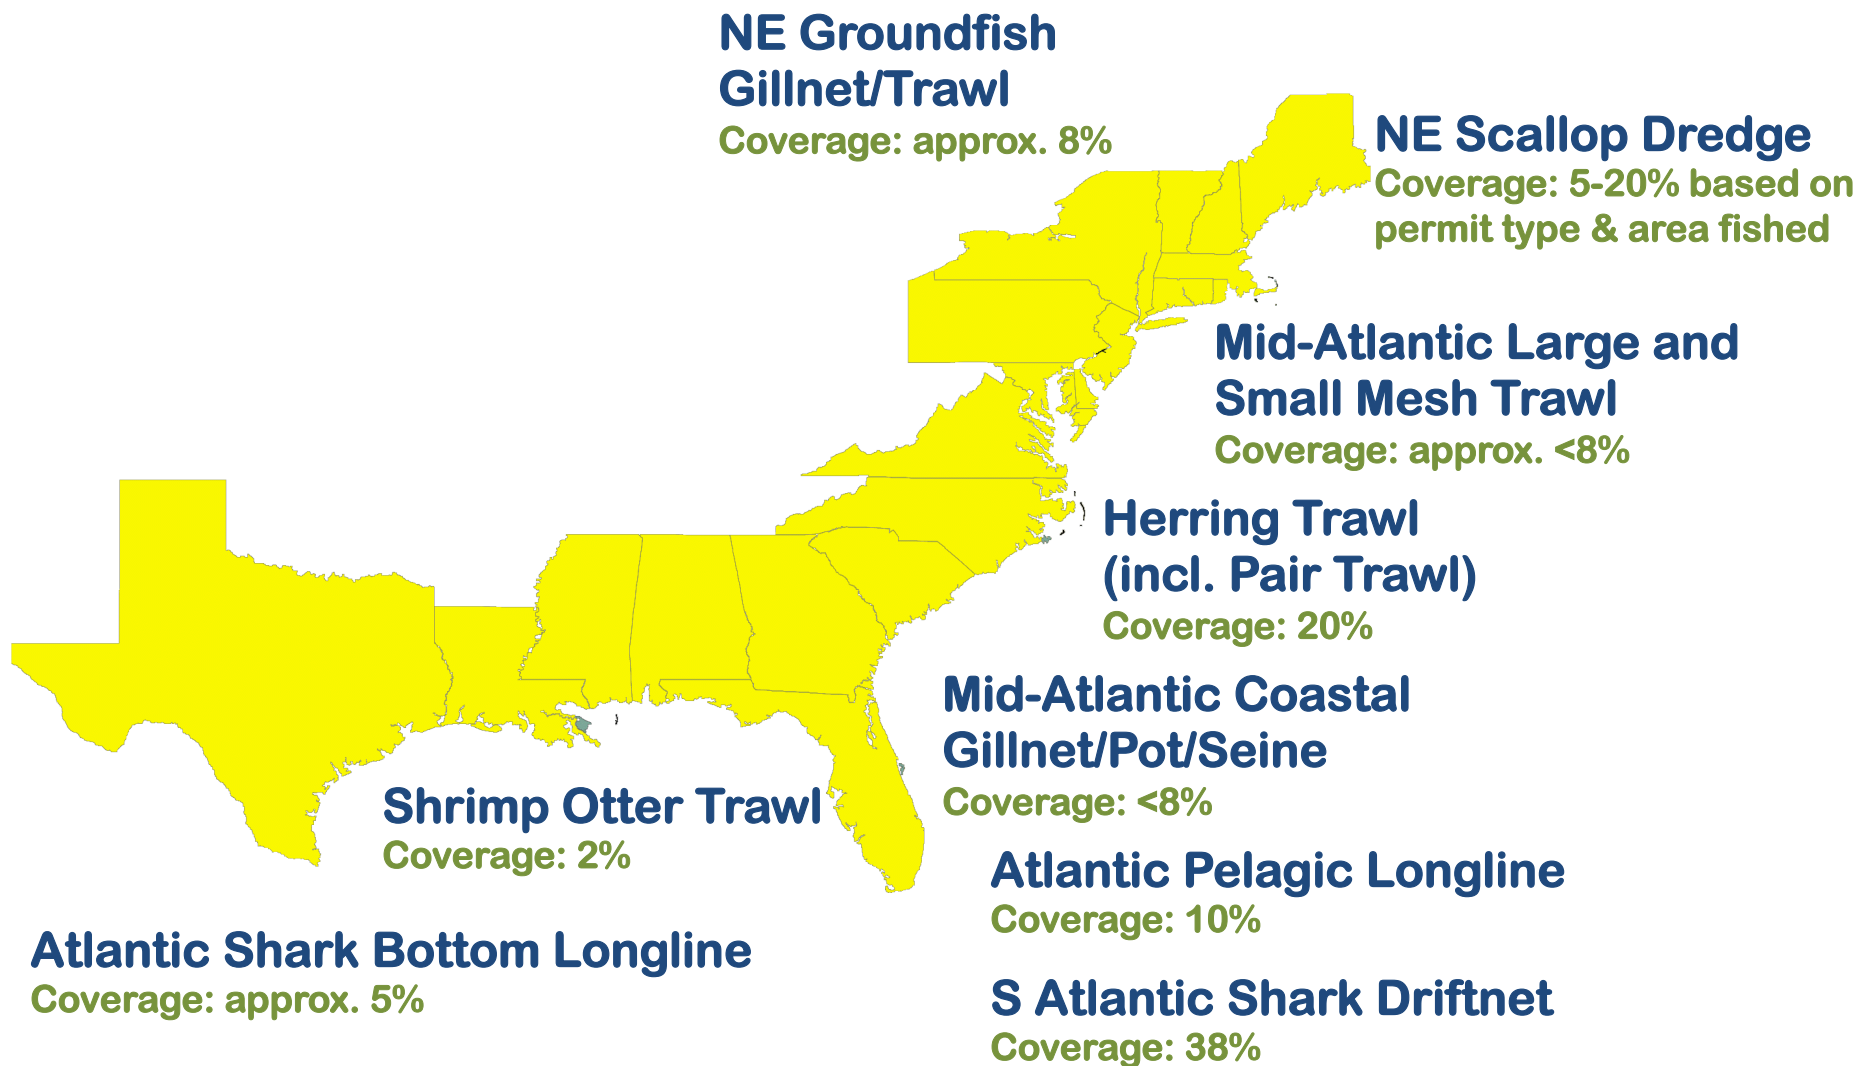 NE Groundfish
Gillnet/Trawl
Coverage: approx. 8%
NE Scallop Dredge
Coverage: 5-20% based on
permit type & area fished
Mid-Atlantic Large and
Small Mesh Trawl
Coverage: approx. <8%
Herring Trawl
(incl. Pair Trawl)
Coverage: 20%
Mid-Atlantic Coastal
Gillnet/Pot/Seine
Coverage: <8%
Shrimp Otter Trawl
Coverage: 2%
Atlantic Pelagic Longline
Coverage: 10%
Atlantic Shark Bottom Longline
Coverage: approx. 5%
S Atlantic Shark Driftnet
Coverage: 38%